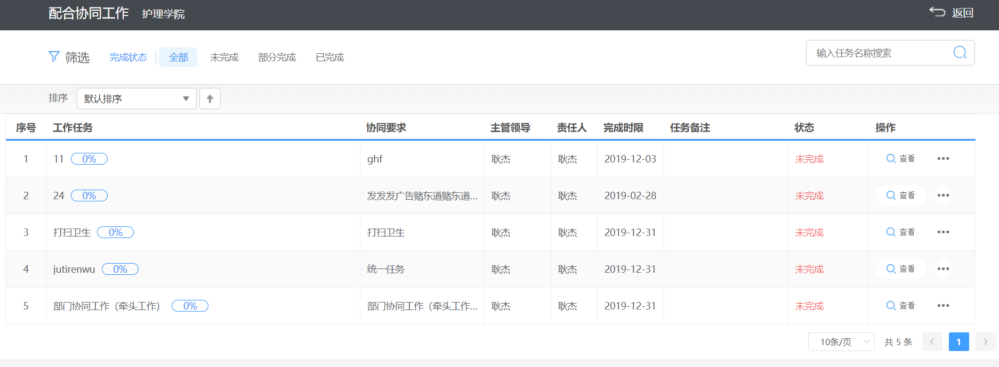 配合协同工作 护理学院 返回
筛选 完成状态 全部 未完成 部分完成 已完成 输入任务名称搜索
排序 默认排序
序号 工作任务 协同要求 主管领导 责任人 完成时限 任务备注 状态 操作
1 11 0% ghf 耿杰 耿杰 2019-12-03 未完成 查看 •••
2 24 0% 发发发广告赌东道赌东道... 耿杰 耿杰 2019-02-28 未完成 查看 •••
3 打扫卫生 0% 打扫卫生 耿杰 耿杰 2019-12-31 未完成 查看 •••
4 jutirenwu 0% 统一任务 耿杰 耿杰 2019-12-31 未完成 查看 •••
5 部门协同工作（牵头工作） 0% 部门协同工作（牵头工作... 耿杰 耿杰 2019-12-31 未完成 查看 •••
10条/页 共 5 条 1